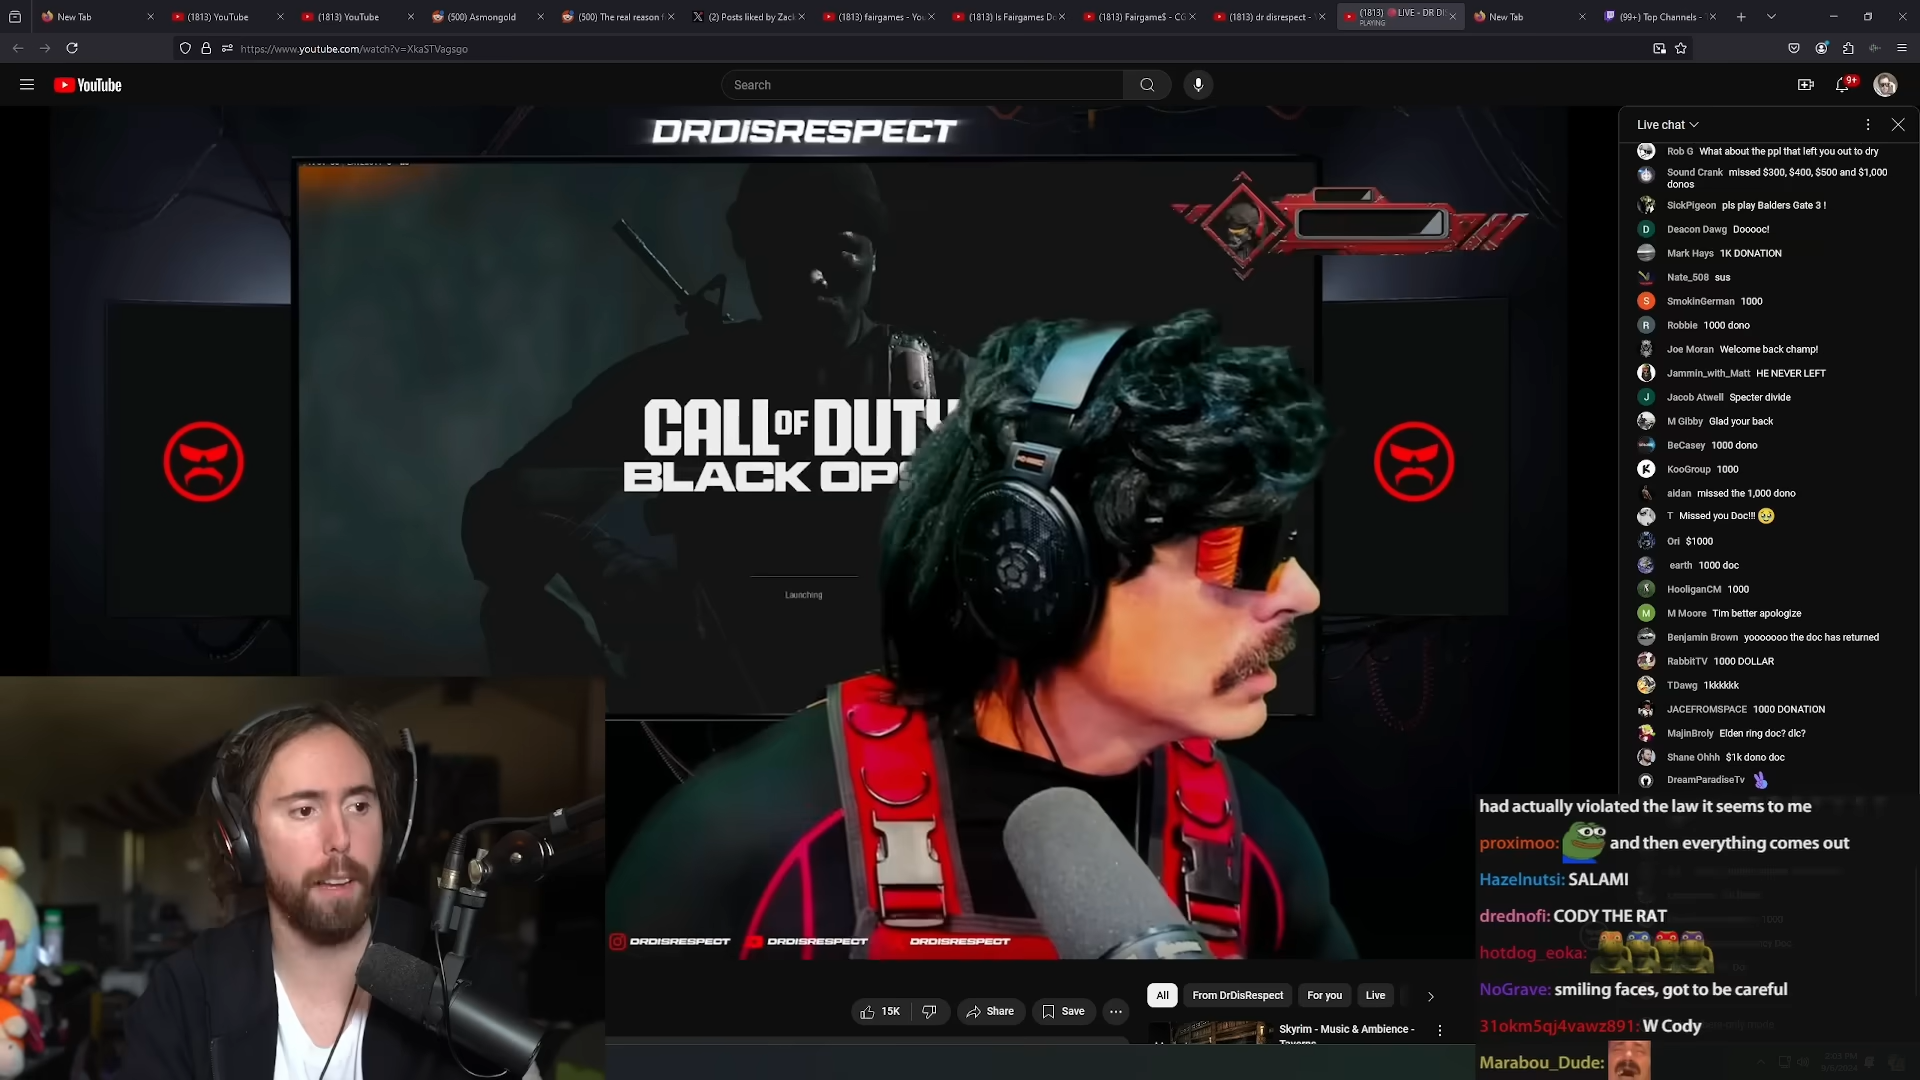 New Tab
(1813) YouTube
(1813) YouTube
(500) Asmongold
(500) The real reason
(2) Posts liked by Zack
(1813) fairgames - You
(1813) Is Fairgames D
(1813) Fairgame$ - CG
(1813) dr disrespect -
(1813) LIVE - DR DIS
PLAYING
New Tab
(99+) Top Channels -
https://www.youtube.com/watch?v=XkaSTVagsgo
YouTube
Search
9+
DRDISRESPECT
CALL OF DUTY
BLACK OPS
Launching
DRDISRESPECT
DRDISRESPECT
DRDISRESPECT
15K
Share
Save
All
From DrDisRespect
For you
Live
Skyrim - Music & Ambience -
Taverns
Live chat
Rob G What about the ppl that left you out to dry
Sound Crank missed $300, $400, $500 and $1,000
donos
SickPigeon pls play Balders Gate 3 !
D Deacon Dawg Dooooc!
Mark Hays 1K DONATION
Nate_508 sus
S SmokinGerman 1000
R Robbie 1000 dono
Joe Moran Welcome back champ!
Jammin_with_Matt HE NEVER LEFT
J Jacob Atwell Specter divide
M Gibby Glad your back
BeCasey 1000 dono
K KooGroup 1000
aidan missed the 1,000 dono
T Missed you Doc!!! 🥹
Ori $1000
earth 1000 doc
HooliganCM 1000
M M Moore Tim better apologize
Benjamin Brown yooooooo the doc has returned
RabbitTV 1000 DOLLAR
TDawg 1kkkkkk
JACEFROMSPACE 1000 DONATION
MajinBroly Elden ring doc? dlc?
Shane Ohhh $1k dono doc
DreamParadiseTv
had actually violated the law it seems to me
proximoo: and then everything comes out
Hazelnutsi: SALAMI
drednofi: CODY THE RAT
hotdog_eoka:
NoGrave: smiling faces, got to be careful
31okm5qj4vawz891: W Cody
Marabou_Dude: